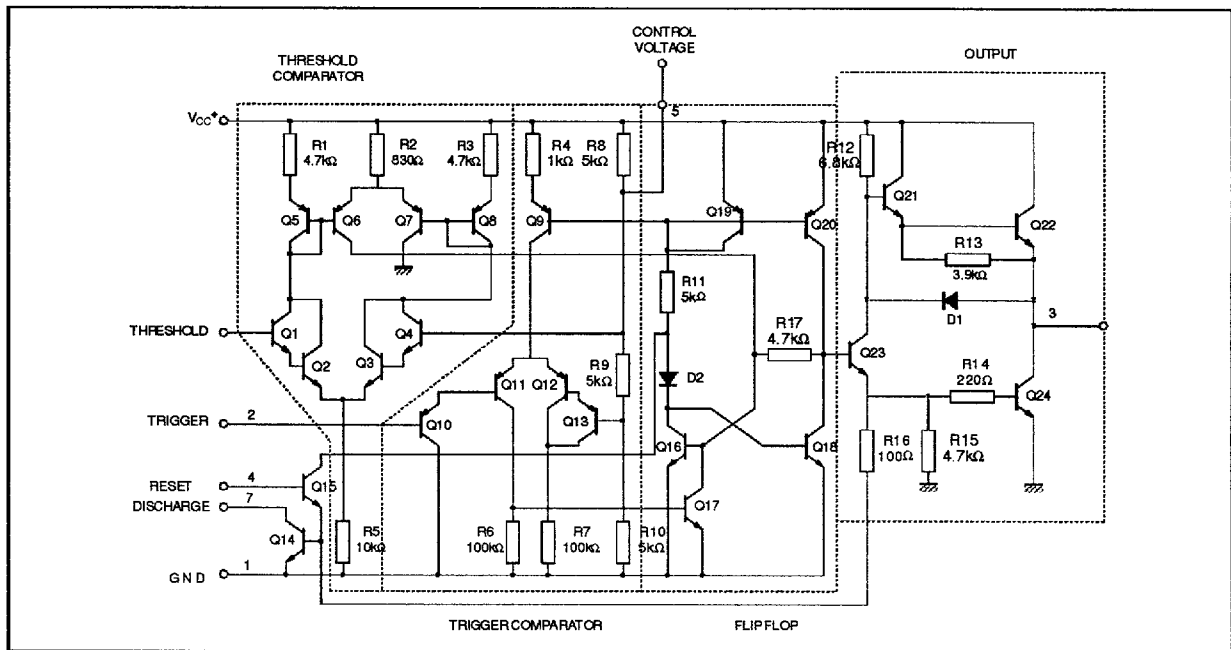 CONTROL
VOLTAGE
THRESHOLD
COMPARATOR
OUTPUT
5
VCC+
R1
4.7kΩ
R2
830Ω
R3
4.7kΩ
R4
1kΩ
R8
5kΩ
R12
6.8kΩ
Q21
Q5
Q6
Q7
Q8
Q9
Q19
Q20
Q22
R13
3.9kΩ
R11
5kΩ
D1
3
THRESHOLD
Q1
Q4
R17
4.7kΩ
Q23
Q2
Q3
R9
5kΩ
Q11
Q12
D2
R14
220Ω
Q24
TRIGGER
2
Q10
Q13
Q16
Q18
R16
100Ω
R15
4.7kΩ
RESET
4
Q15
DISCHARGE
7
Q17
Q14
R5
10kΩ
R6
100kΩ
R7
100kΩ
R10
5kΩ
GND
1
TRIGGER COMPARATOR
FLIP FLOP